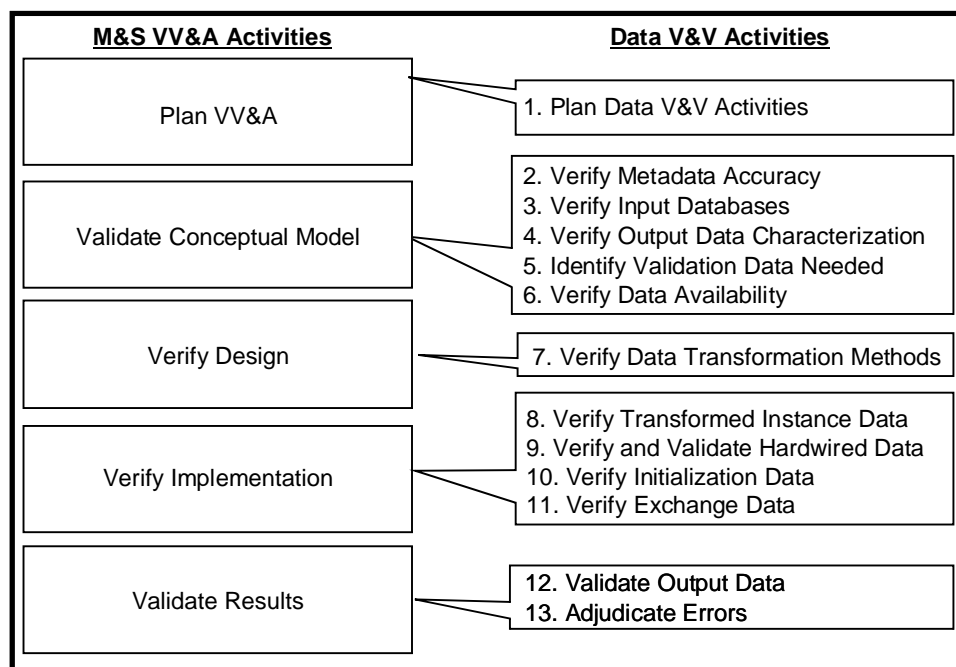 M&S VV&A Activities
Data V&V Activities
Plan VV&A
1. Plan Data V&V Activities
Validate Conceptual Model
2. Verify Metadata Accuracy
3. Verify Input Databases
4. Verify Output Data Characterization
5. Identify Validation Data Needed
6. Verify Data Availability
Verify Design
7. Verify Data Transformation Methods
Verify Implementation
8. Verify Transformed Instance Data
9. Verify and Validate Hardwired Data
10. Verify Initialization Data
11. Verify Exchange Data
Validate Results
12. Validate Output Data
13. Adjudicate Errors